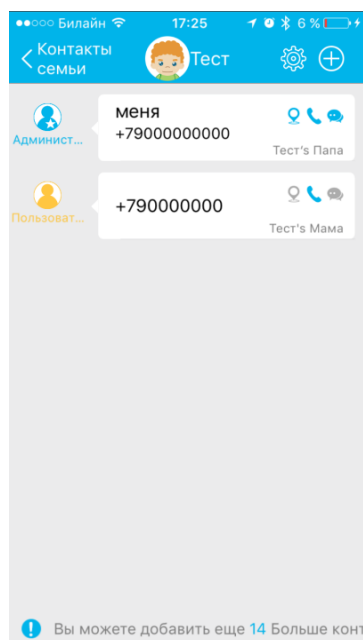 Билайн 17:25 6 %
Контакты
семьи
Тест
меня
+79000000000
Админист...
Тест's Папа
+790000000
Пользоват...
Тест's Мама
Вы можете добавить еще 14 Больше конт